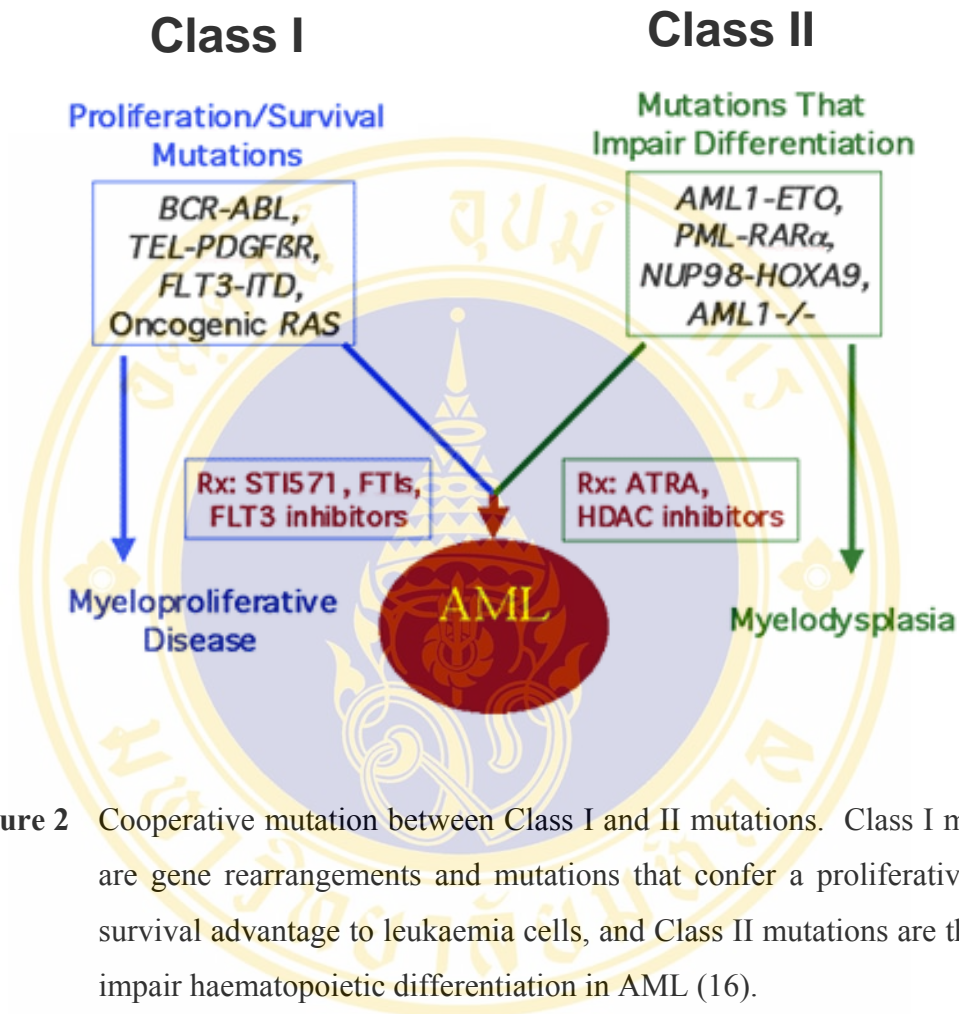 Class I
Class II
Proliferation/Survival
Mutations
BCR-ABL,
TEL-PDGFßR,
FLT3-ITD,
Oncogenic RAS
Mutations That
Impair Differentiation
AML1-ETO,
PML-RARα,
NUP98-HOXA9,
AML1-/-
Rx: STI571, FTIs,
FLT3 inhibitors
Rx: ATRA,
HDAC inhibitors
Myeloproliferative
Disease
AML
Myelodysplasia
ure 2 Cooperative mutation between Class I and II mutations. Class I m
are gene rearrangements and mutations that confer a proliferativ
survival advantage to leukaemia cells, and Class II mutations are th
impair haematopoietic differentiation in AML (16).